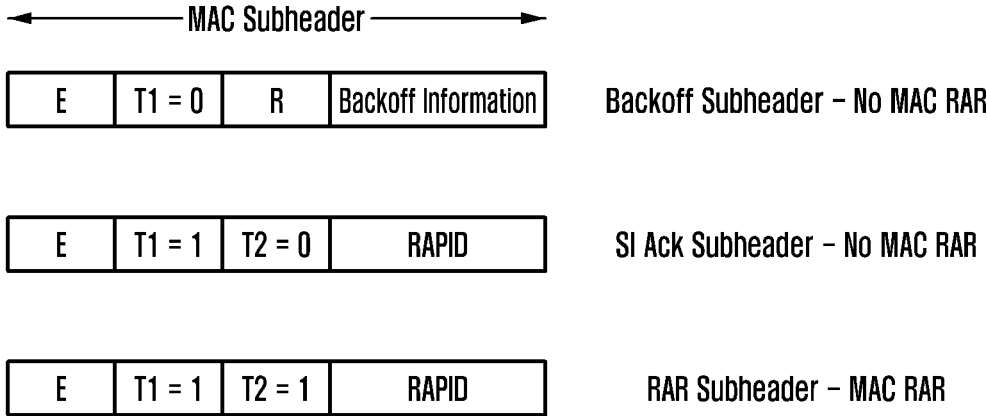 MAC Subheader
E T1 = 0 R Backoff Information Backoff Subheader – No MAC RAR
E T1 = 1 T2 = 0 RAPID SI Ack Subheader – No MAC RAR
E T1 = 1 T2 = 1 RAPID RAR Subheader – MAC RAR